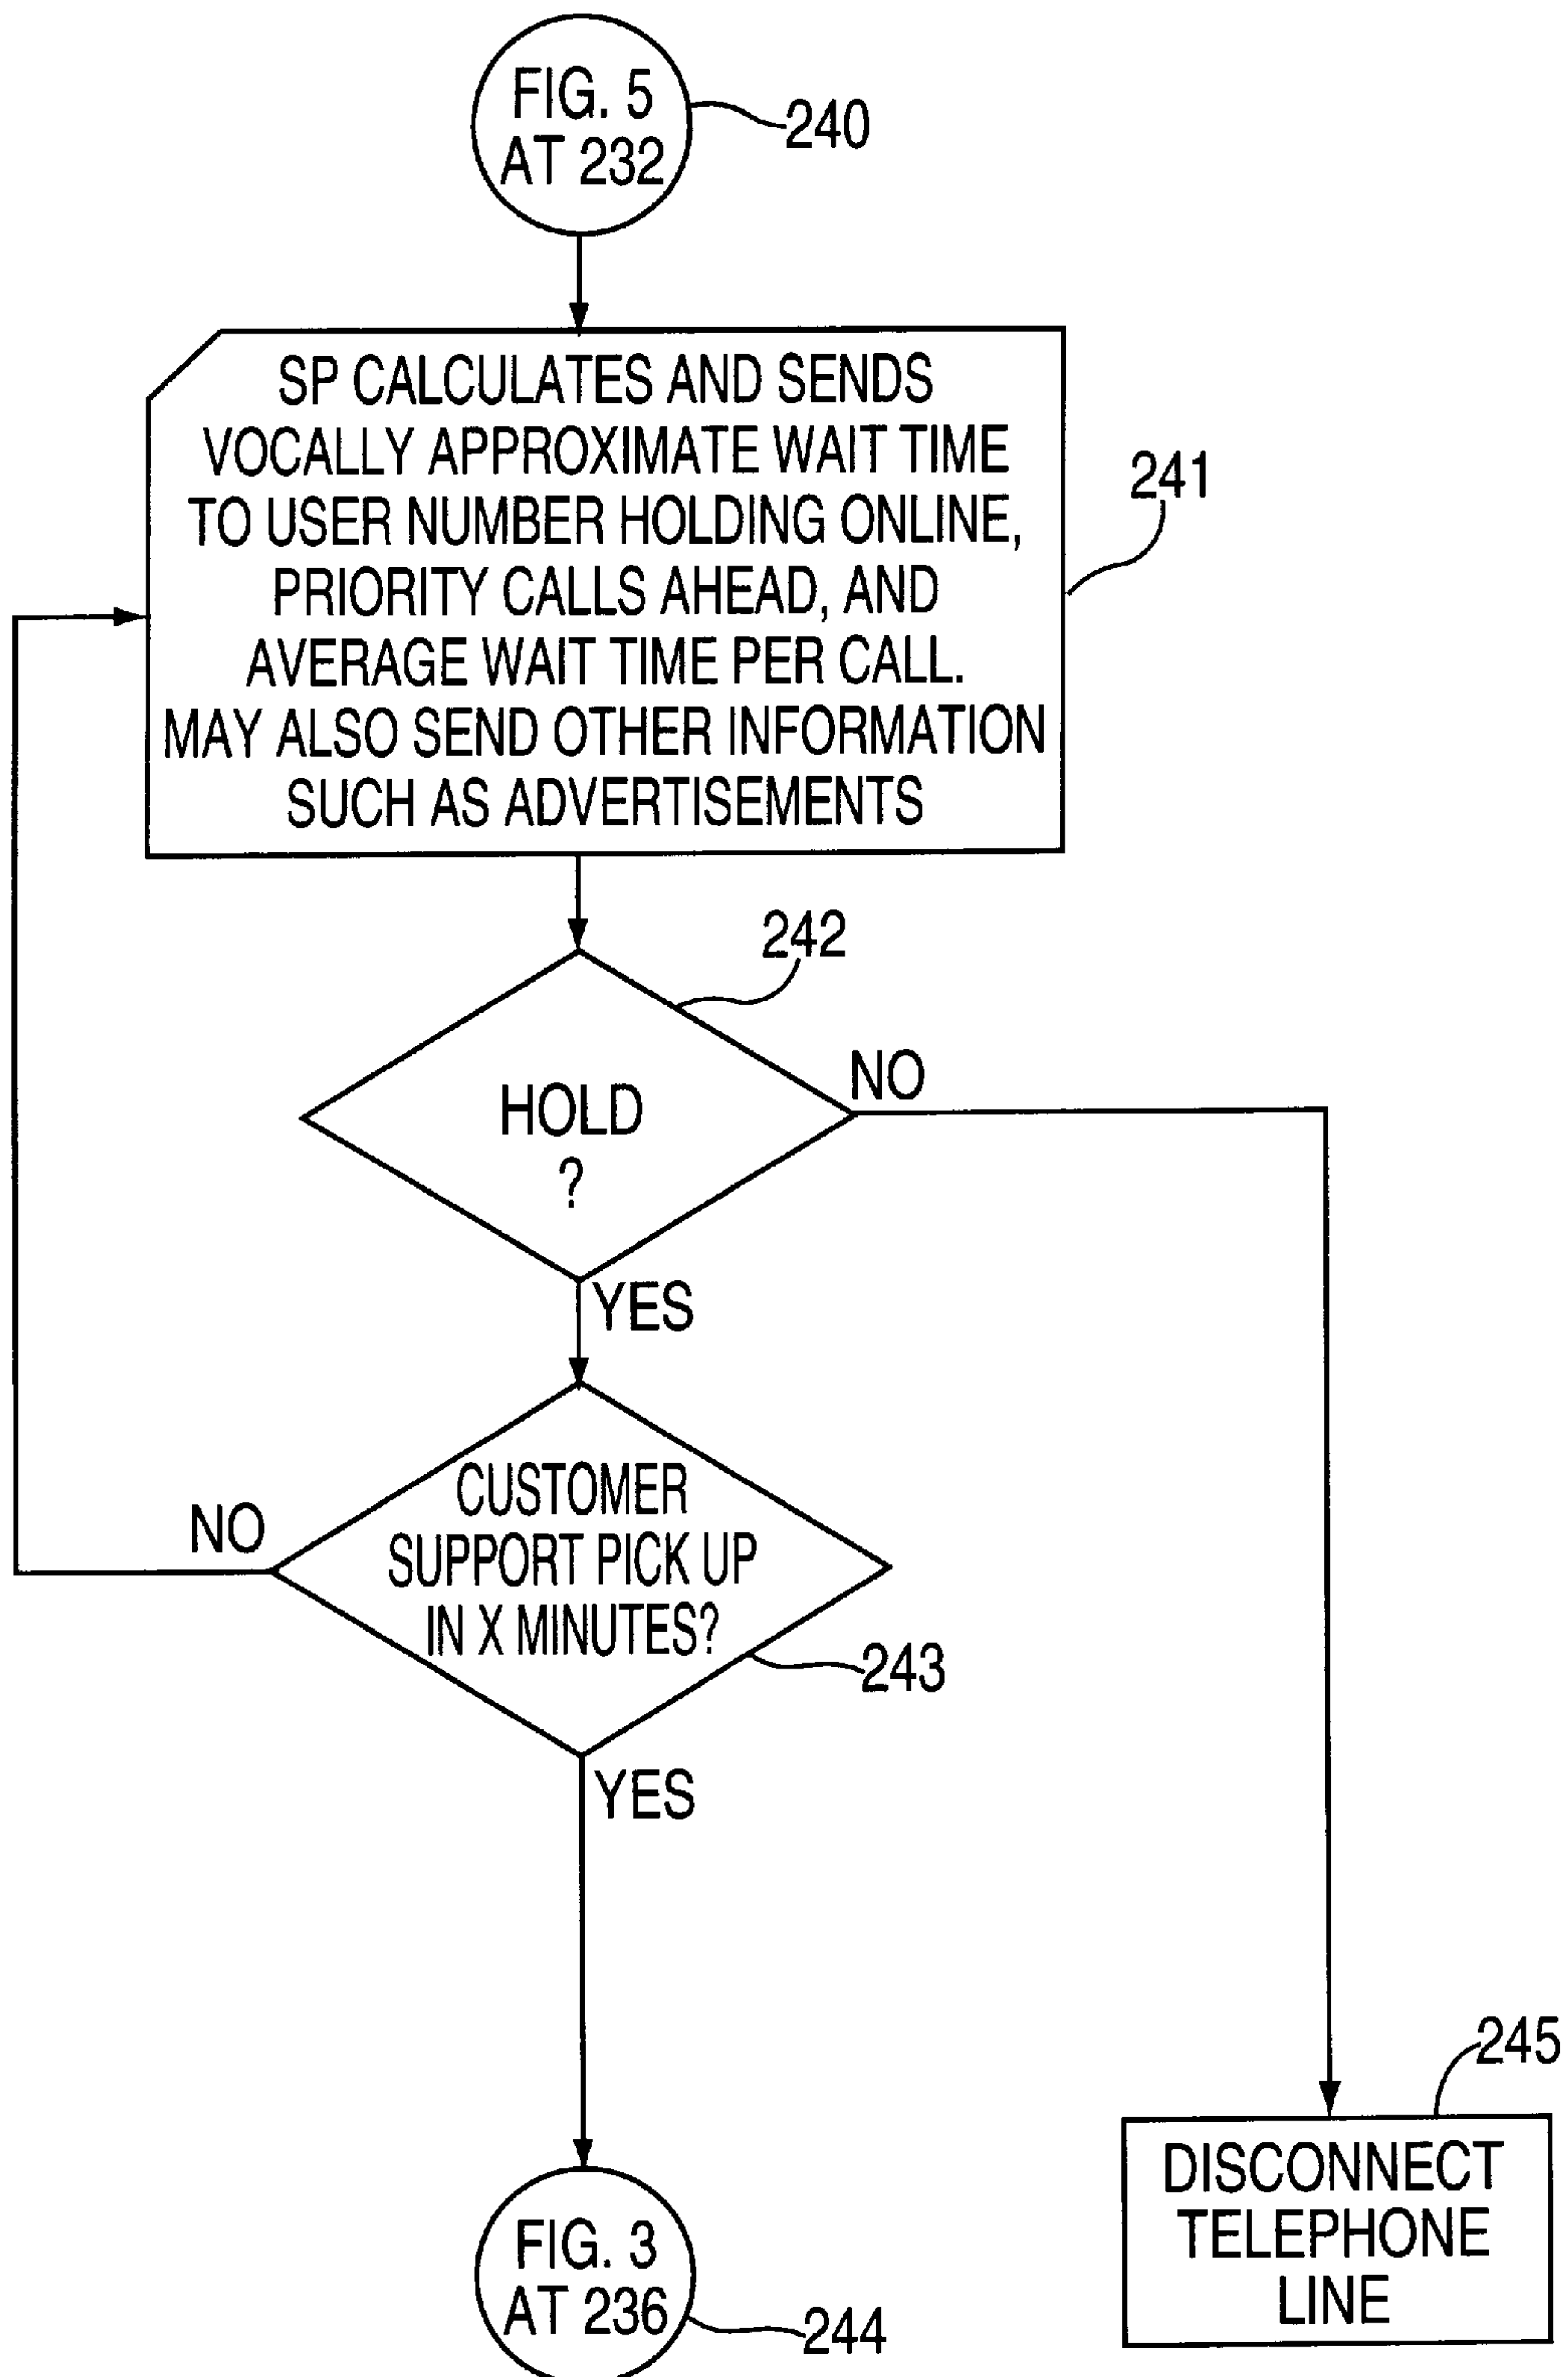 FIG. 5
AT 232
240
SP CALCULATES AND SENDS
VOCALLY APPROXIMATE WAIT TIME
TO USER NUMBER HOLDING ONLINE,
PRIORITY CALLS AHEAD, AND
AVERAGE WAIT TIME PER CALL.
MAY ALSO SEND OTHER INFORMATION
SUCH AS ADVERTISEMENTS
241
242
HOLD
?
NO
YES
CUSTOMER
SUPPORT PICK UP
IN X MINUTES?
NO
243
YES
245
DISCONNECT
TELEPHONE
LINE
FIG. 3
AT 236
244